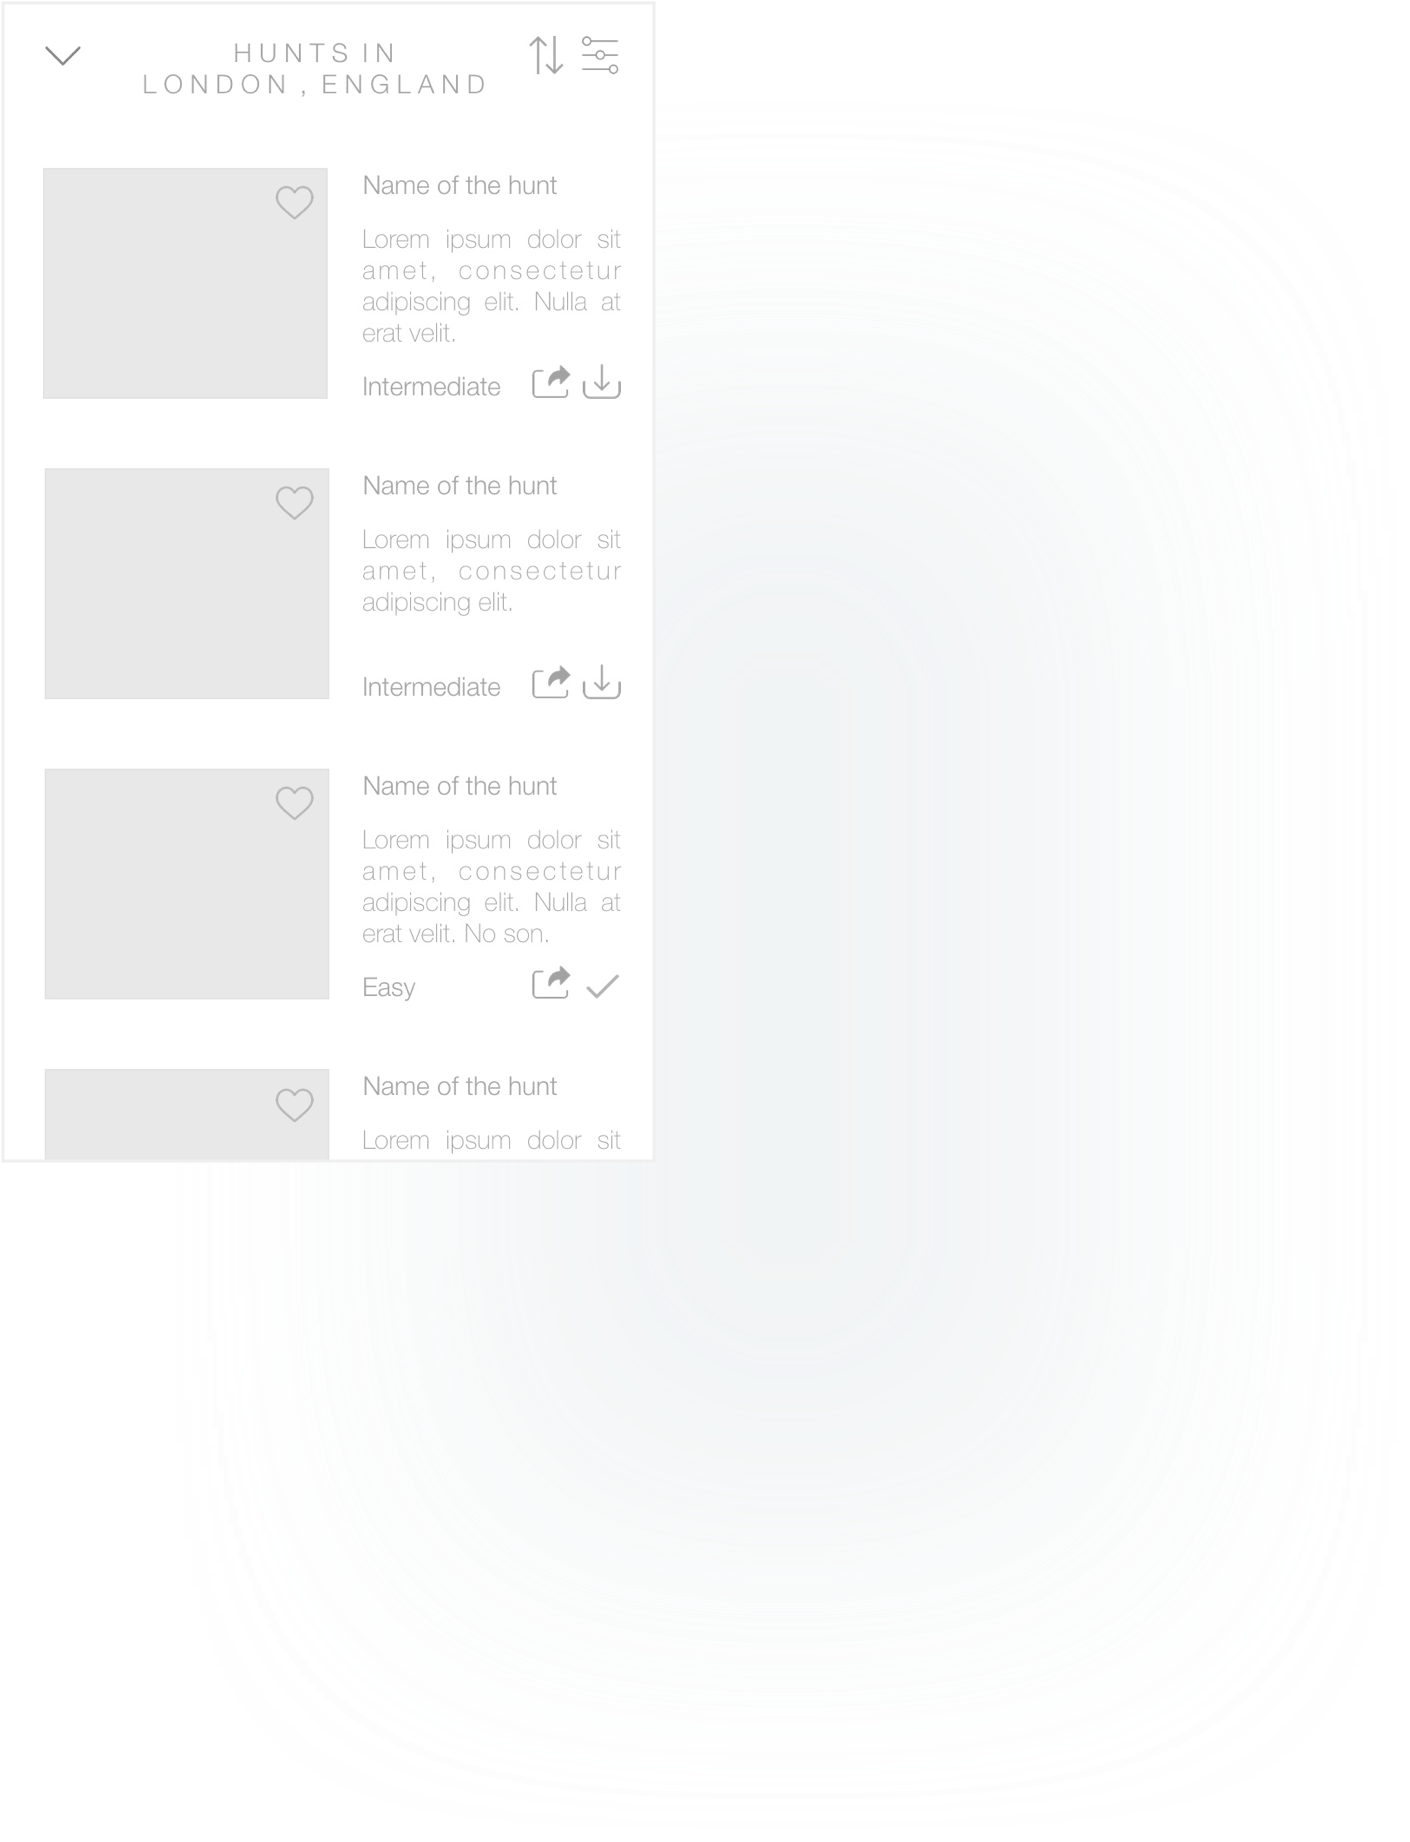 HUNTS IN
LONDON , ENGLAND
Name of the hunt
Lorem ipsum dolor sit
amet, consectetur
adipiscing elit. Nulla at
erat velit.
Intermediate
Name of the hunt
Lorem ipsum dolor sit
amet, consectetur
adipiscing elit.
Intermediate
Name of the hunt
Lorem ipsum dolor sit
amet, consectetur
adipiscing elit. Nulla at
erat velit. No son.
Easy
Name of the hunt
Lorem ipsum dolor sit